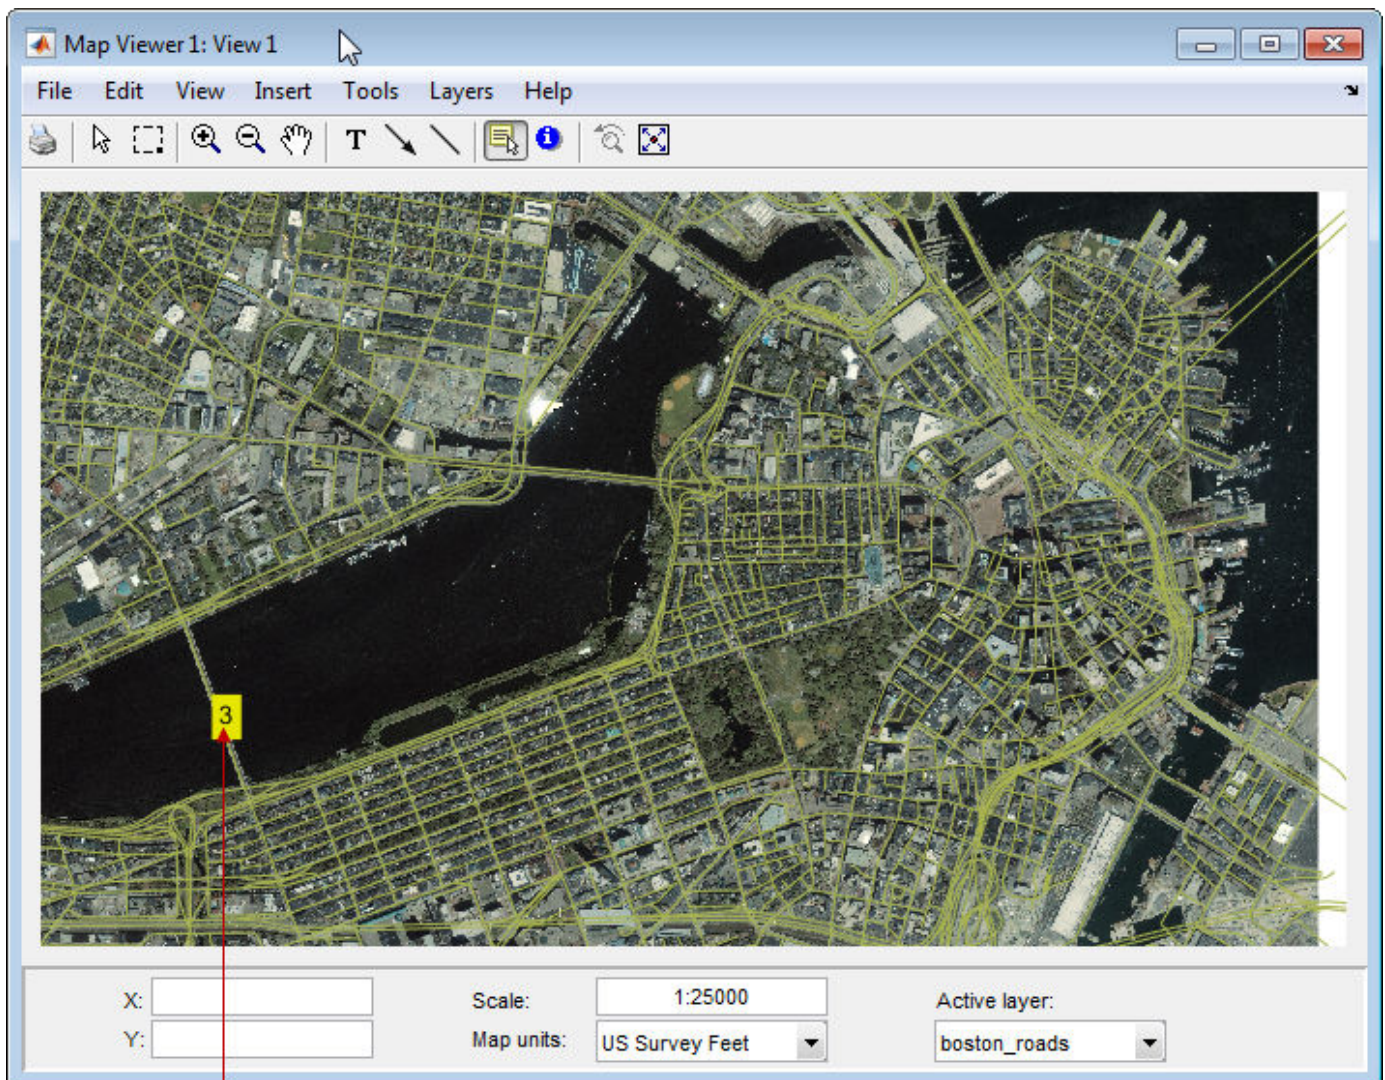 Map Viewer 1: View 1
File Edit View Insert Tools Layers Help
T
3
X:
Scale: 1:25000
Active layer:
Y:
Map units: US Survey Feet
boston_roads